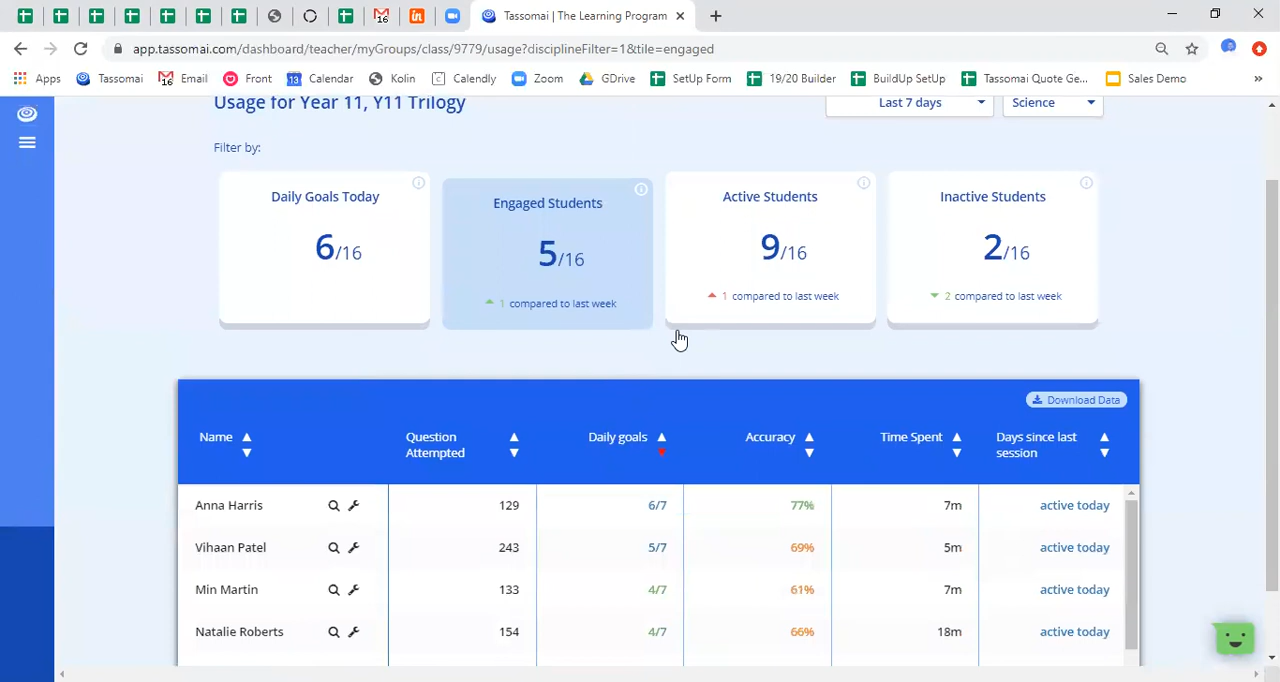 16
Tassomai | The Learning Program
app.tassomai.com/dashboard/teacher/myGroups/class/9779/usage?disciplineFilter=1&tile=engaged
Apps Tassomai Email Front Calendar Kolin Calendly Zoom GDrive SetUp Form 19/20 Builder BuildUp SetUp Tassomai Quote Ge... Sales Demo »
Usage for Year 11, Y11 Trilogy
Last 7 days
Science
Filter by:
Daily Goals Today
6/16
Engaged Students
5/16
1 compared to last week
Active Students
9/16
1 compared to last week
Inactive Students
2/16
2 compared to last week
Download Data
Name
Question Attempted
Daily goals
Accuracy
Time Spent
Days since last session
Anna Harris 129 6/7 77% 7m active today
Vihaan Patel 243 5/7 69% 5m active today
Min Martin 133 4/7 61% 7m active today
Natalie Roberts 154 4/7 66% 18m active today